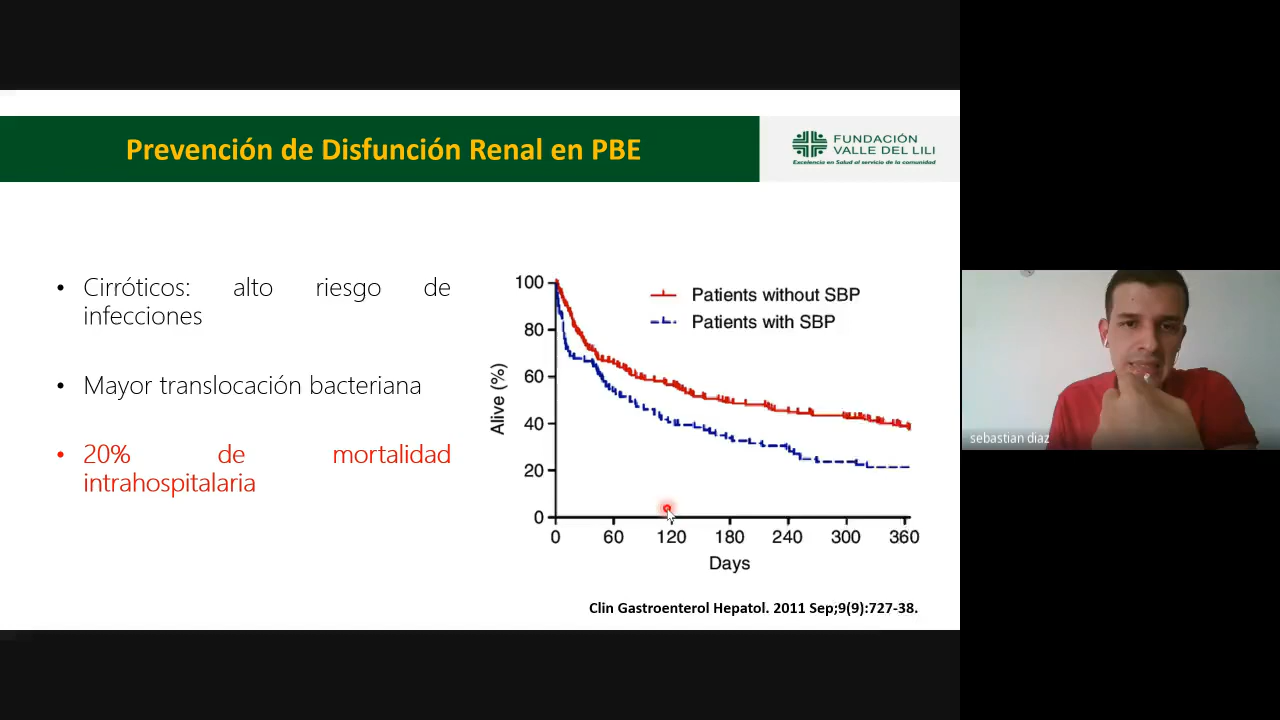 Prevención de Disfunción Renal en PBE
FUNDACIÓN
VALLE DEL LILI
Excelencia en Salud al servicio de la comunidad
• Cirróticos: alto riesgo de
infecciones
• Mayor translocación bacteriana
• 20% de mortalidad
intrahospitalaria
Patients without SBP
Patients with SBP
Alive (%)
100
80
60
40
20
0
0 60 120 180 240 300 360
Days
Clin Gastroenterol Hepatol. 2011 Sep;9(9):727-38.
sebastian diaz